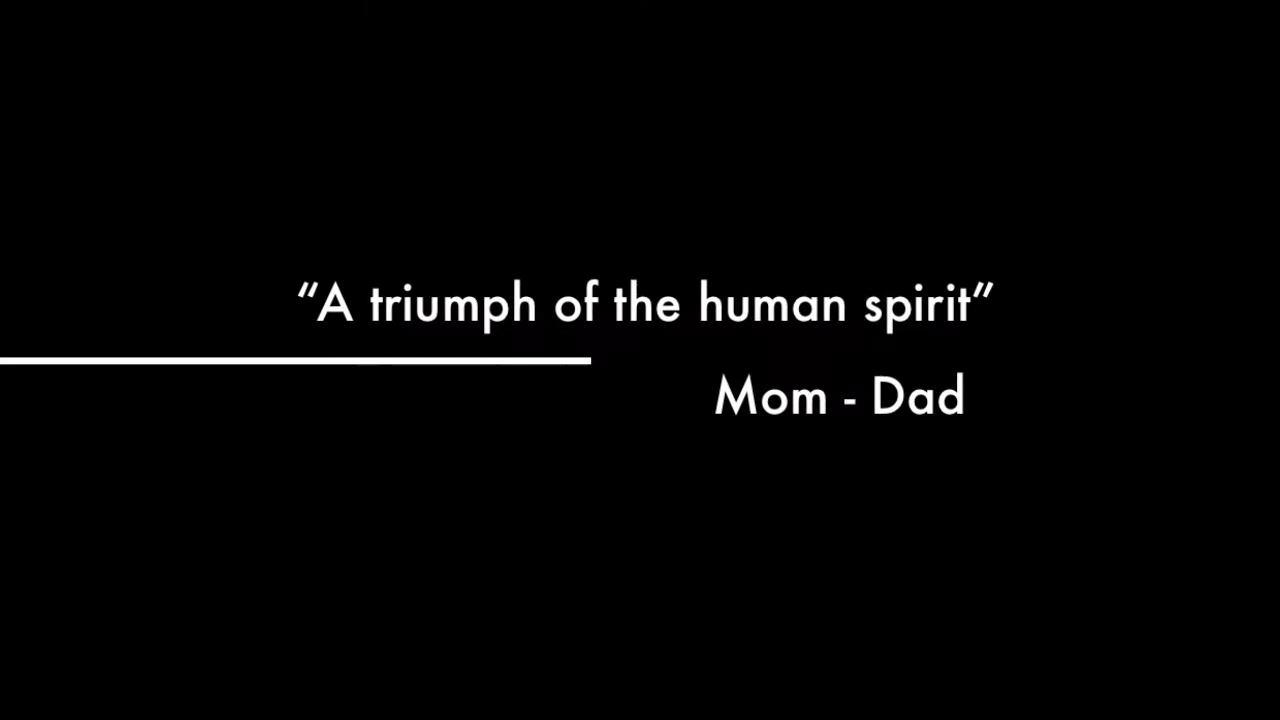 “A triumph of the human spirit”
Mom - Dad